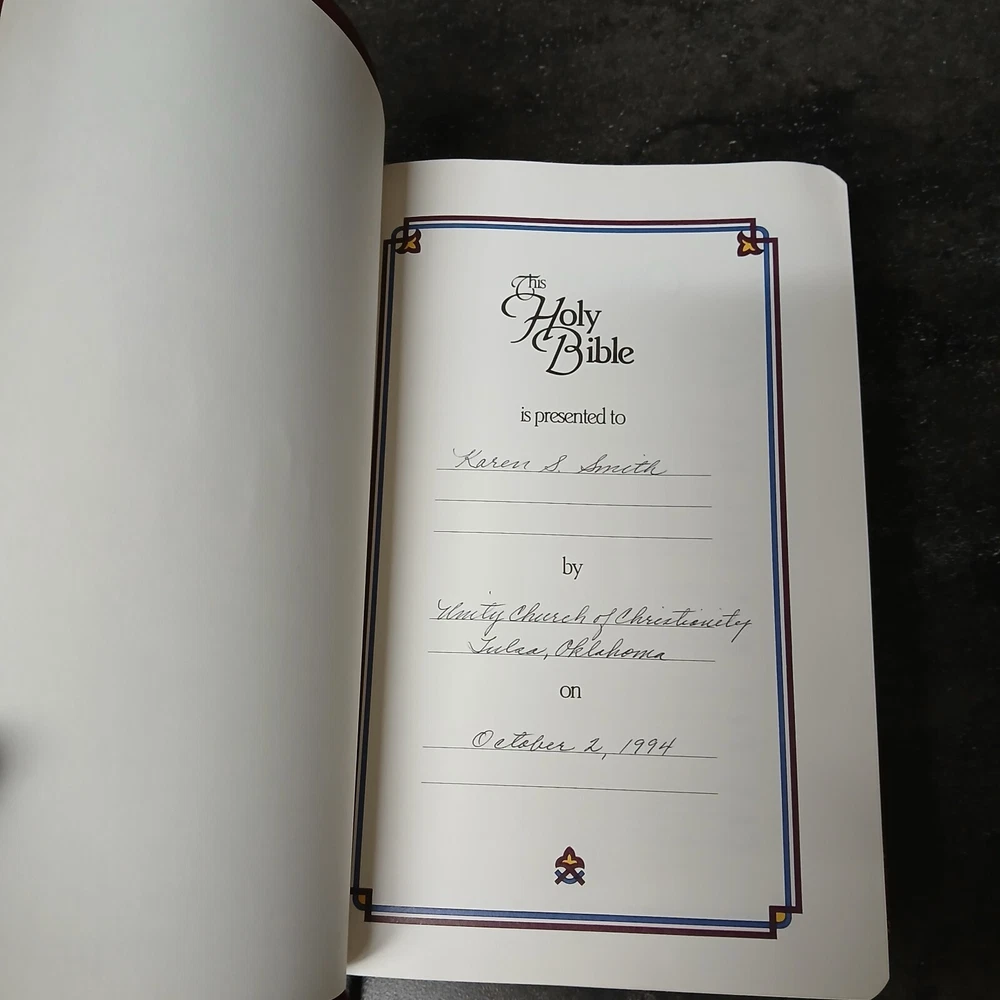 This
Holy
Bible
is presented to
Karen S. Smith
by
Unity Church of Christianity
Tulsa, Oklahoma
on
October 2, 1994